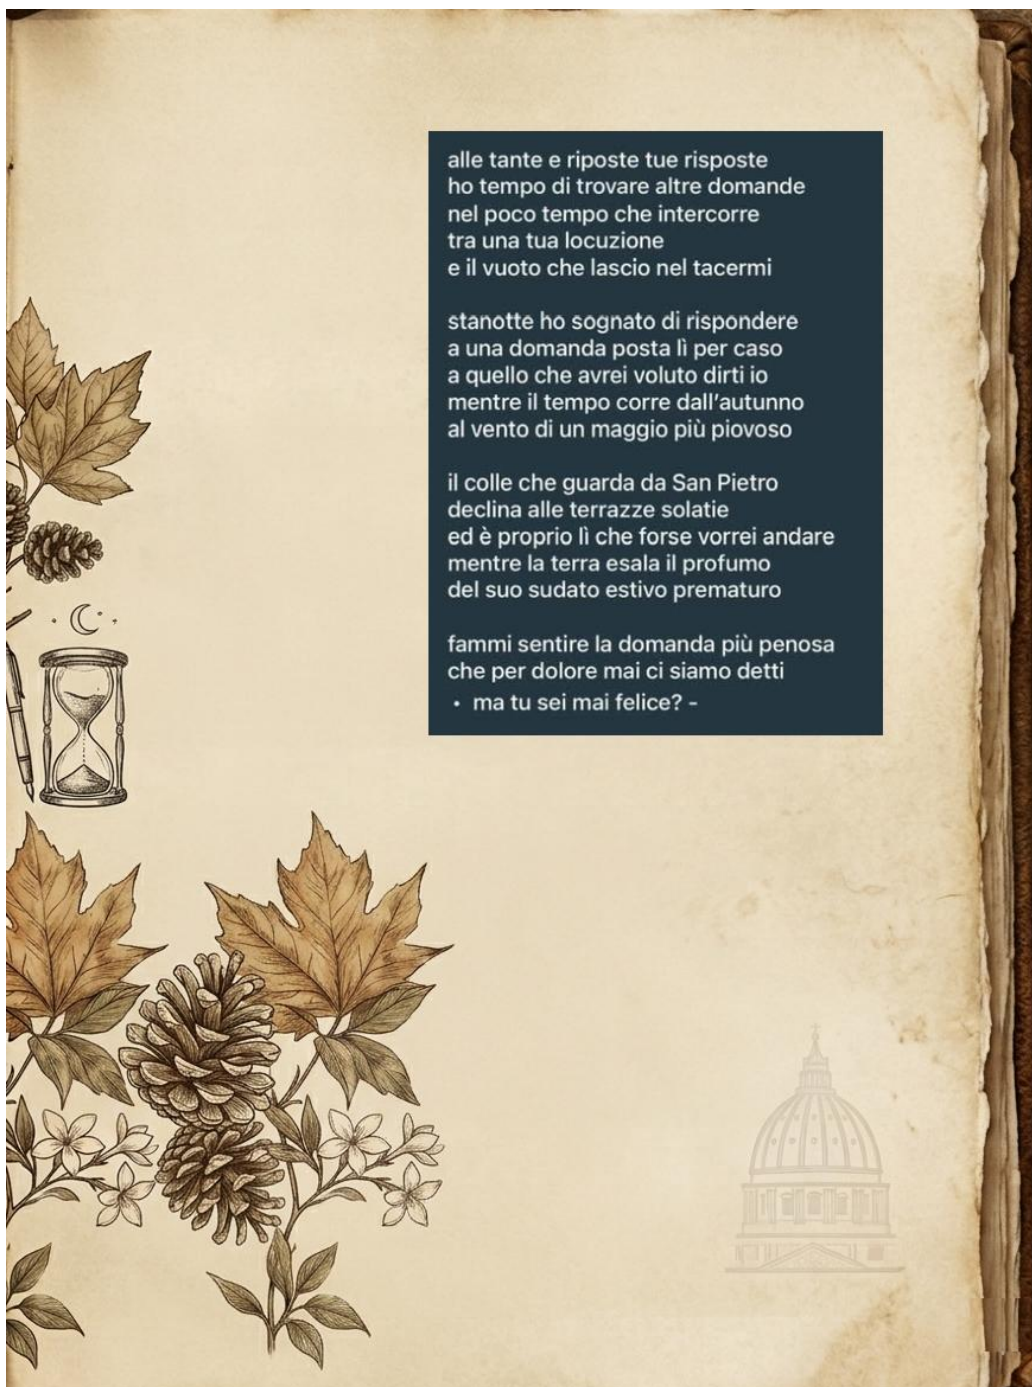 alle tante e riposte tue risposte
ho tempo di trovare altre domande
nel poco tempo che intercorre
tra una tua locuzione
e il vuoto che lascio nel tacermi

stanotte ho sognato di rispondere
a una domanda posta lì per caso
a quello che avrei voluto dirti io
mentre il tempo corre dall’autunno
al vento di un maggio più piovoso

il colle che guarda da San Pietro
declina alle terrazze solatie
ed è proprio lì che forse vorrei andare
mentre la terra esala il profumo
del suo sudato estivo prematuro

fammi sentire la domanda più penosa
che per dolore mai ci siamo detti
• ma tu sei mai felice? -